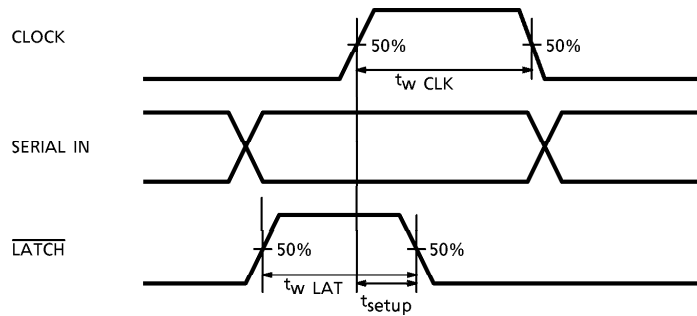 CLOCK
50%
50%
tw CLK
SERIAL IN
LATCH
50%
50%
tw LAT
tsetup